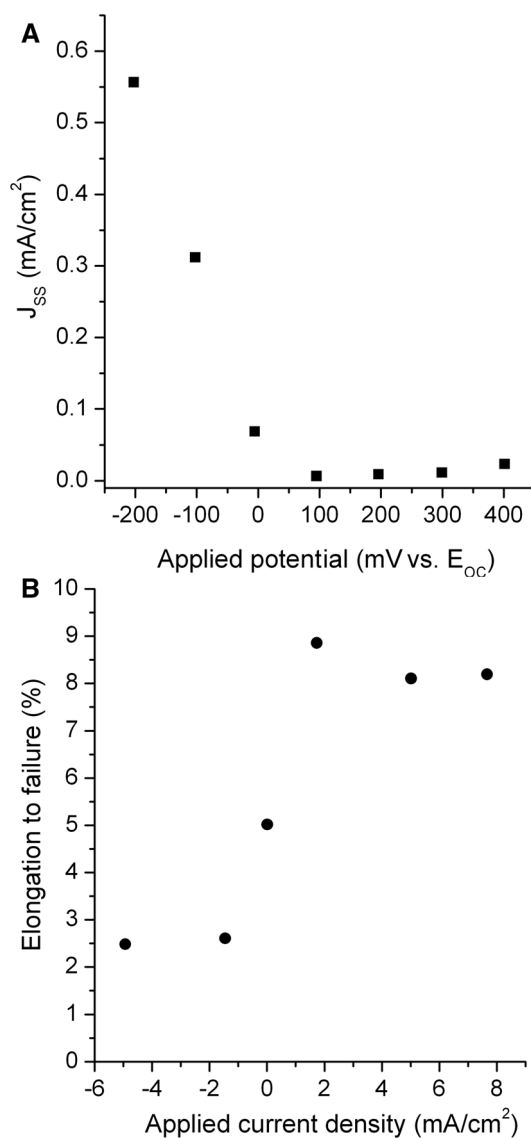 A
0.6
0.5
0.4
0.3
0.2
0.1
0.0
J_SS (mA/cm²)
-200 -100 0 100 200 300 400
Applied potential (mV vs. E_OC)
B
10
9
8
7
6
5
4
3
2
1
0
Elongation to failure (%)
-6 -4 -2 0 2 4 6 8
Applied current density (mA/cm²)